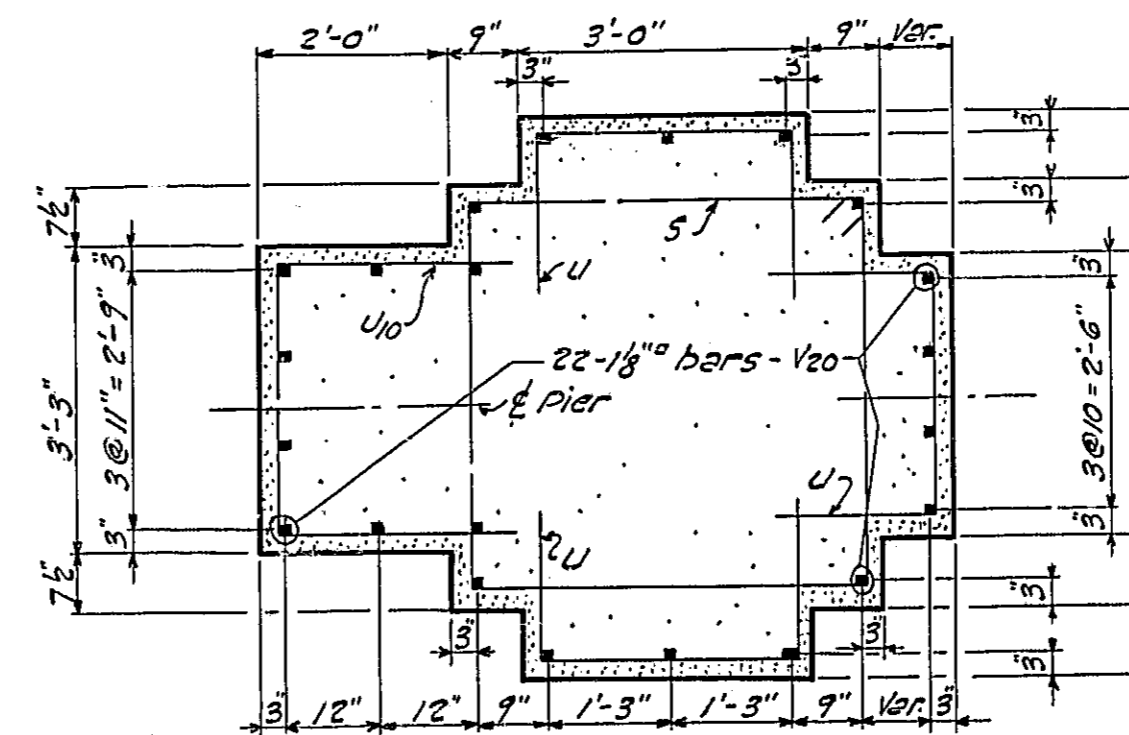 2'-0" 9" 3'-0" 9" Var.
3" 3"
3"
3"
7½"
3"
3'-3"
3@11"=2'-9"
3"
7½"
S
U
U10
22-1⅛"▫ bars - V20
℄ Pier
U
U
3"
3@10=2'-6"
3"
3"
3"
3" 3"
3" 12" 12" 9" 1'-3" 1'-3" 9" Var. 3"